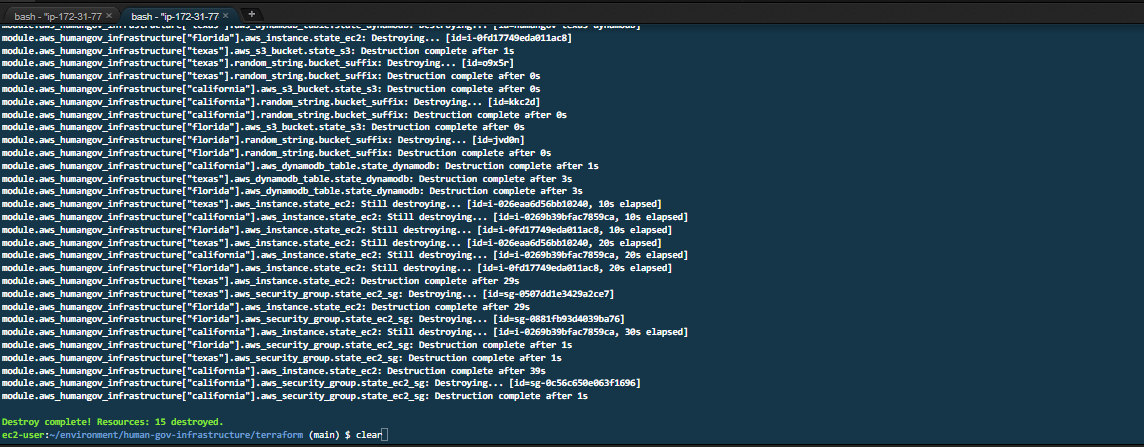 bash - "ip-172-31-77 × bash - "ip-172-31-77 × +
module.aws_humangov_infrastructure["texas"].aws_dynamodb_table.state_dynamodb: Destroying... [id=humangov-texas-dynamodb]
module.aws_humangov_infrastructure["florida"].aws_instance.state_ec2: Destroying... [id=i-0fd17749eda011ac8]
module.aws_humangov_infrastructure["texas"].aws_s3_bucket.state_s3: Destruction complete after 1s
module.aws_humangov_infrastructure["texas"].random_string.bucket_suffix: Destroying... [id=o9x5r]
module.aws_humangov_infrastructure["texas"].random_string.bucket_suffix: Destruction complete after 0s
module.aws_humangov_infrastructure["california"].aws_s3_bucket.state_s3: Destruction complete after 0s
module.aws_humangov_infrastructure["california"].random_string.bucket_suffix: Destroying... [id=kkc2d]
module.aws_humangov_infrastructure["california"].random_string.bucket_suffix: Destruction complete after 0s
module.aws_humangov_infrastructure["florida"].aws_s3_bucket.state_s3: Destruction complete after 0s
module.aws_humangov_infrastructure["florida"].random_string.bucket_suffix: Destroying... [id=jvd0n]
module.aws_humangov_infrastructure["florida"].random_string.bucket_suffix: Destruction complete after 0s
module.aws_humangov_infrastructure["california"].aws_dynamodb_table.state_dynamodb: Destruction complete after 1s
module.aws_humangov_infrastructure["texas"].aws_dynamodb_table.state_dynamodb: Destruction complete after 3s
module.aws_humangov_infrastructure["florida"].aws_dynamodb_table.state_dynamodb: Destruction complete after 3s
module.aws_humangov_infrastructure["texas"].aws_instance.state_ec2: Still destroying... [id=i-026eaa6d56bb10240, 10s elapsed]
module.aws_humangov_infrastructure["california"].aws_instance.state_ec2: Still destroying... [id=i-0269b39bfac7859ca, 10s elapsed]
module.aws_humangov_infrastructure["florida"].aws_instance.state_ec2: Still destroying... [id=i-0fd17749eda011ac8, 10s elapsed]
module.aws_humangov_infrastructure["texas"].aws_instance.state_ec2: Still destroying... [id=i-026eaa6d56bb10240, 20s elapsed]
module.aws_humangov_infrastructure["california"].aws_instance.state_ec2: Still destroying... [id=i-0269b39bfac7859ca, 20s elapsed]
module.aws_humangov_infrastructure["florida"].aws_instance.state_ec2: Still destroying... [id=i-0fd17749eda011ac8, 20s elapsed]
module.aws_humangov_infrastructure["texas"].aws_instance.state_ec2: Destruction complete after 29s
module.aws_humangov_infrastructure["texas"].aws_security_group.state_ec2_sg: Destroying... [id=sg-0507dd1e3429a2ce7]
module.aws_humangov_infrastructure["florida"].aws_instance.state_ec2: Destruction complete after 29s
module.aws_humangov_infrastructure["florida"].aws_security_group.state_ec2_sg: Destroying... [id=sg-0881fb93d4039ba76]
module.aws_humangov_infrastructure["california"].aws_instance.state_ec2: Still destroying... [id=i-0269b39bfac7859ca, 30s elapsed]
module.aws_humangov_infrastructure["florida"].aws_security_group.state_ec2_sg: Destruction complete after 1s
module.aws_humangov_infrastructure["texas"].aws_security_group.state_ec2_sg: Destruction complete after 1s
module.aws_humangov_infrastructure["california"].aws_instance.state_ec2: Destruction complete after 39s
module.aws_humangov_infrastructure["california"].aws_security_group.state_ec2_sg: Destroying... [id=sg-0c56c650e063f1696]
module.aws_humangov_infrastructure["california"].aws_security_group.state_ec2_sg: Destruction complete after 1s
Destroy complete! Resources: 15 destroyed.
ec2-user:~/environment/human-gov-infrastructure/terraform (main) $ clear